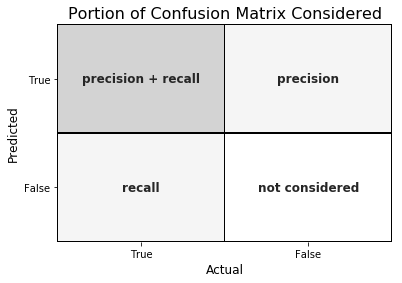 Portion of Confusion Matrix Considered
True
precision + recall
precision
Predicted
False
recall
not considered
True
False
Actual